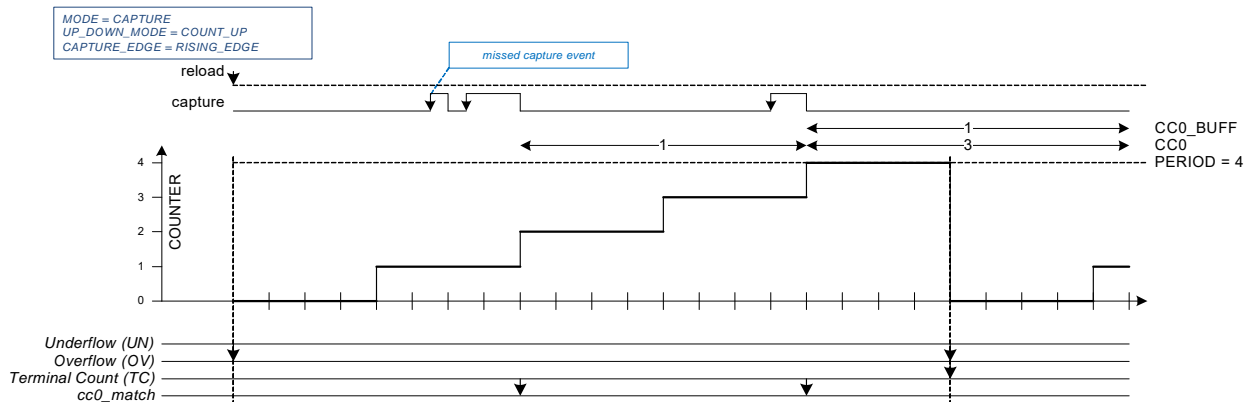 MODE = CAPTURE
UP_DOWN_MODE = COUNT_UP
CAPTURE_EDGE = RISING_EDGE
missed capture event
reload
capture
1 CC0_BUFF
1 3 CC0
4 PERIOD = 4
3
2
1
0
COUNTER
Underflow (UN)
Overflow (OV)
Terminal Count (TC)
cc0_match